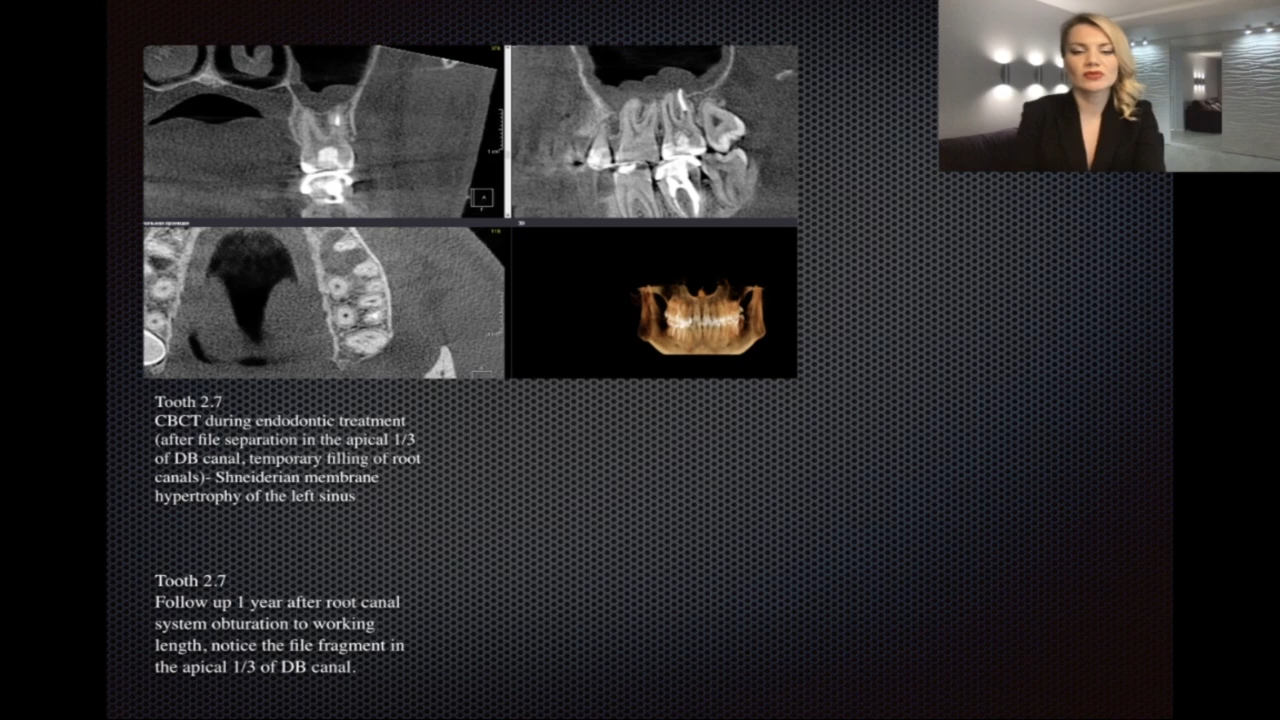 Tooth 2.7
CBCT during endodontic treatment
(after file separation in the apical 1/3
of DB canal, temporary filling of root
canals)- Shneiderian membrane
hypertrophy of the left sinus
Tooth 2.7
Follow up 1 year after root canal
system obturation to working
length, notice the file fragment in
the apical 1/3 of DB canal.